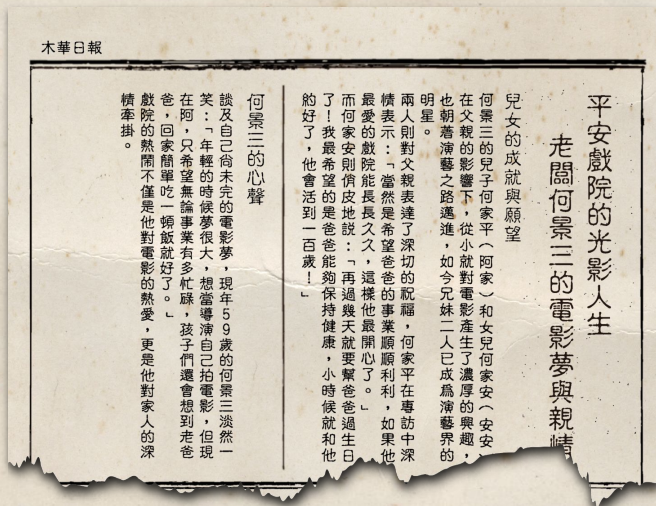 木華日報
平安戲院的光影人生
老闆何景三的電影夢與親情
兒女的成就與願望
何景三的兒子何家平（阿家）和女兒何家安（安安
在父親的影響下，從小就對電影產生了濃厚的興趣，
也朝着演藝之路邁進，如今兄妹二人已成為演藝界的
明星。
兩人則對父親表達了深切的祝福，何家平在專訪中深
情表示：「當然是希望爸爸的事業順順利利，如果他
最愛的戲院能長長久久，這樣他最開心了。」
而何家安則俏皮地說：「再過幾天就要幫爸爸過生日
了！我最希望的是爸爸能夠保持健康，小時候就和他
約好了，他會活到一百歲！」
何景三的心聲
談及自己尚未完的電影夢，現年59歲的何景三淡然一
笑：「年輕的時候夢很大，想當導演自己拍電影，但現
在阿，只希望無論事業有多忙碌，孩子們還會想到老爸
爸，回家簡單吃一頓飯就好了。」
戲院的熱鬧不僅是他對電影的熱愛，更是他對家人的深
情牽掛。